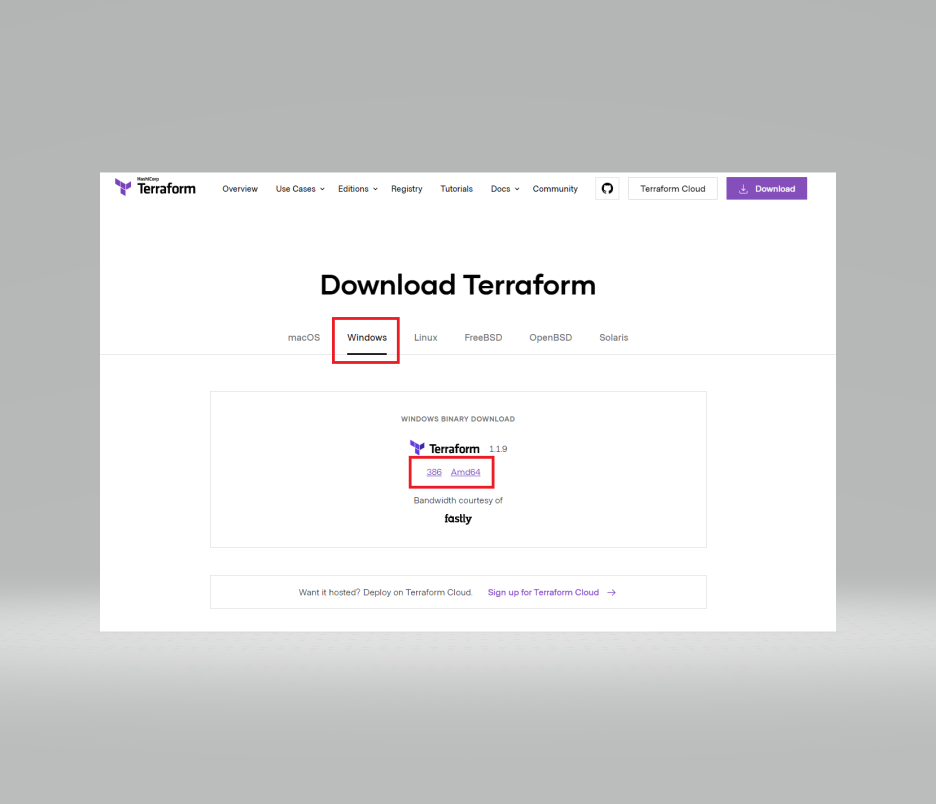 HashiCorp
Terraform
Overview Use Cases Editions Registry Tutorials Docs Community Terraform Cloud Download
Download Terraform
macOS Windows Linux FreeBSD OpenBSD Solaris
WINDOWS BINARY DOWNLOAD
Terraform 1.1.9
386 Amd64
Bandwidth courtesy of
fastly
Want it hosted? Deploy on Terraform Cloud. Sign up for Terraform Cloud →